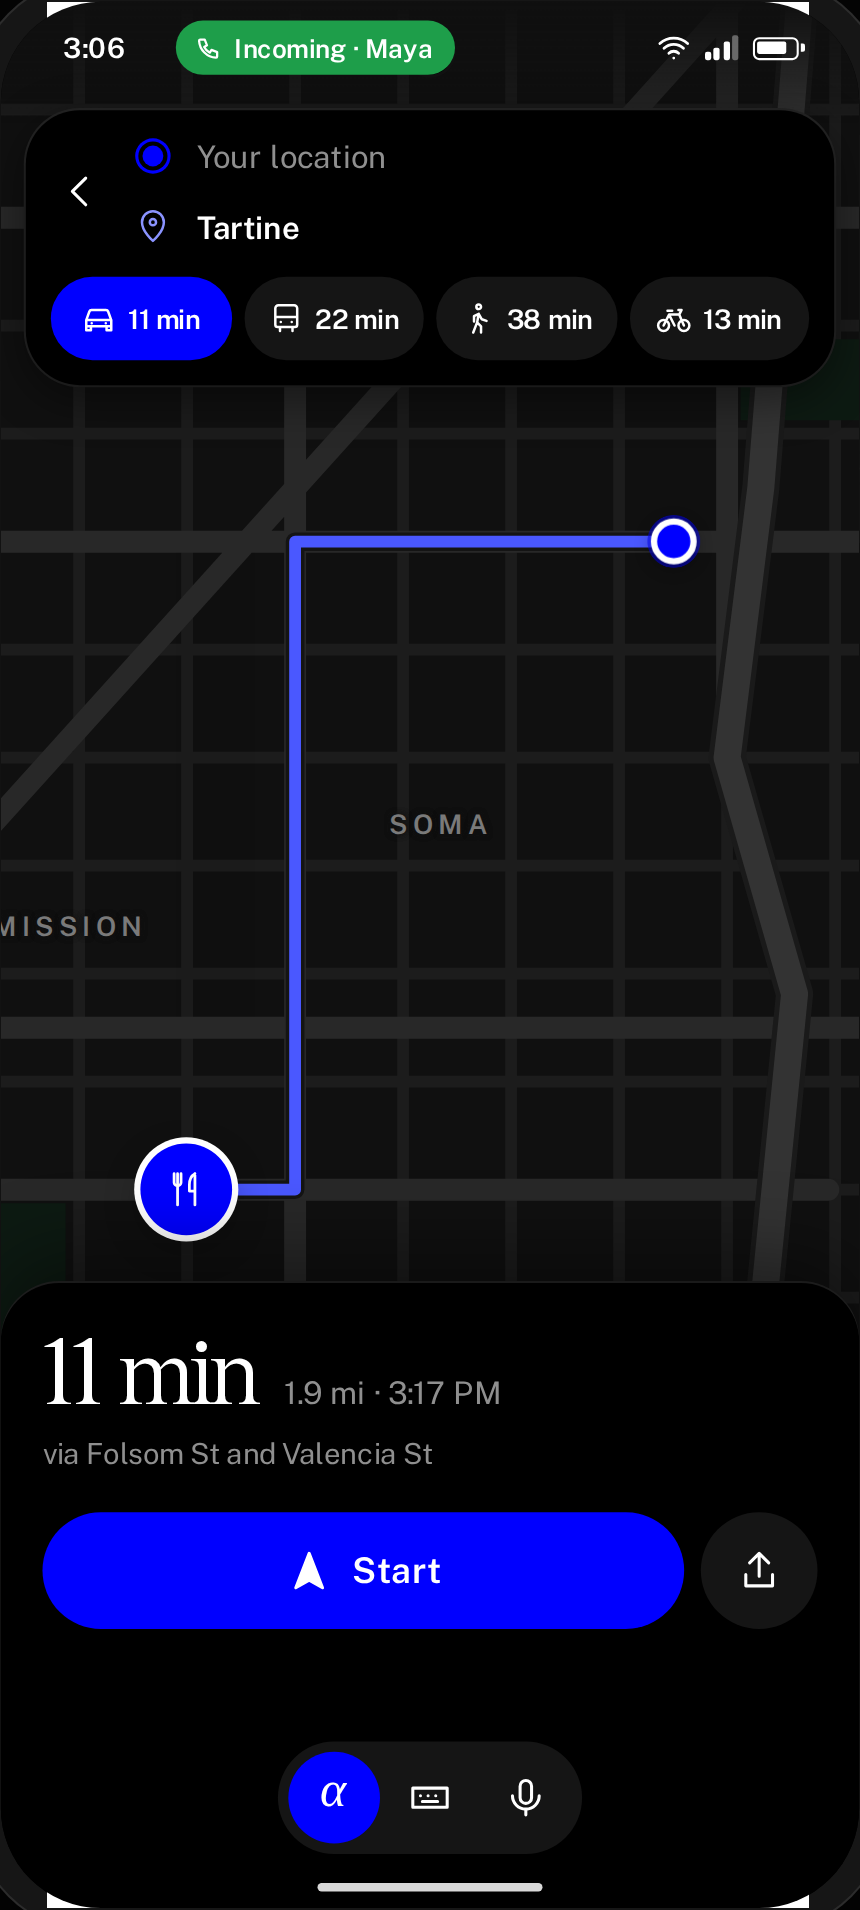 3:06
Incoming · Maya
Your location
Tartine
11 min
22 min
38 min
13 min
SOMA
MISSION
11 min 1.9 mi · 3:17 PM
via Folsom St and Valencia St
Start
α